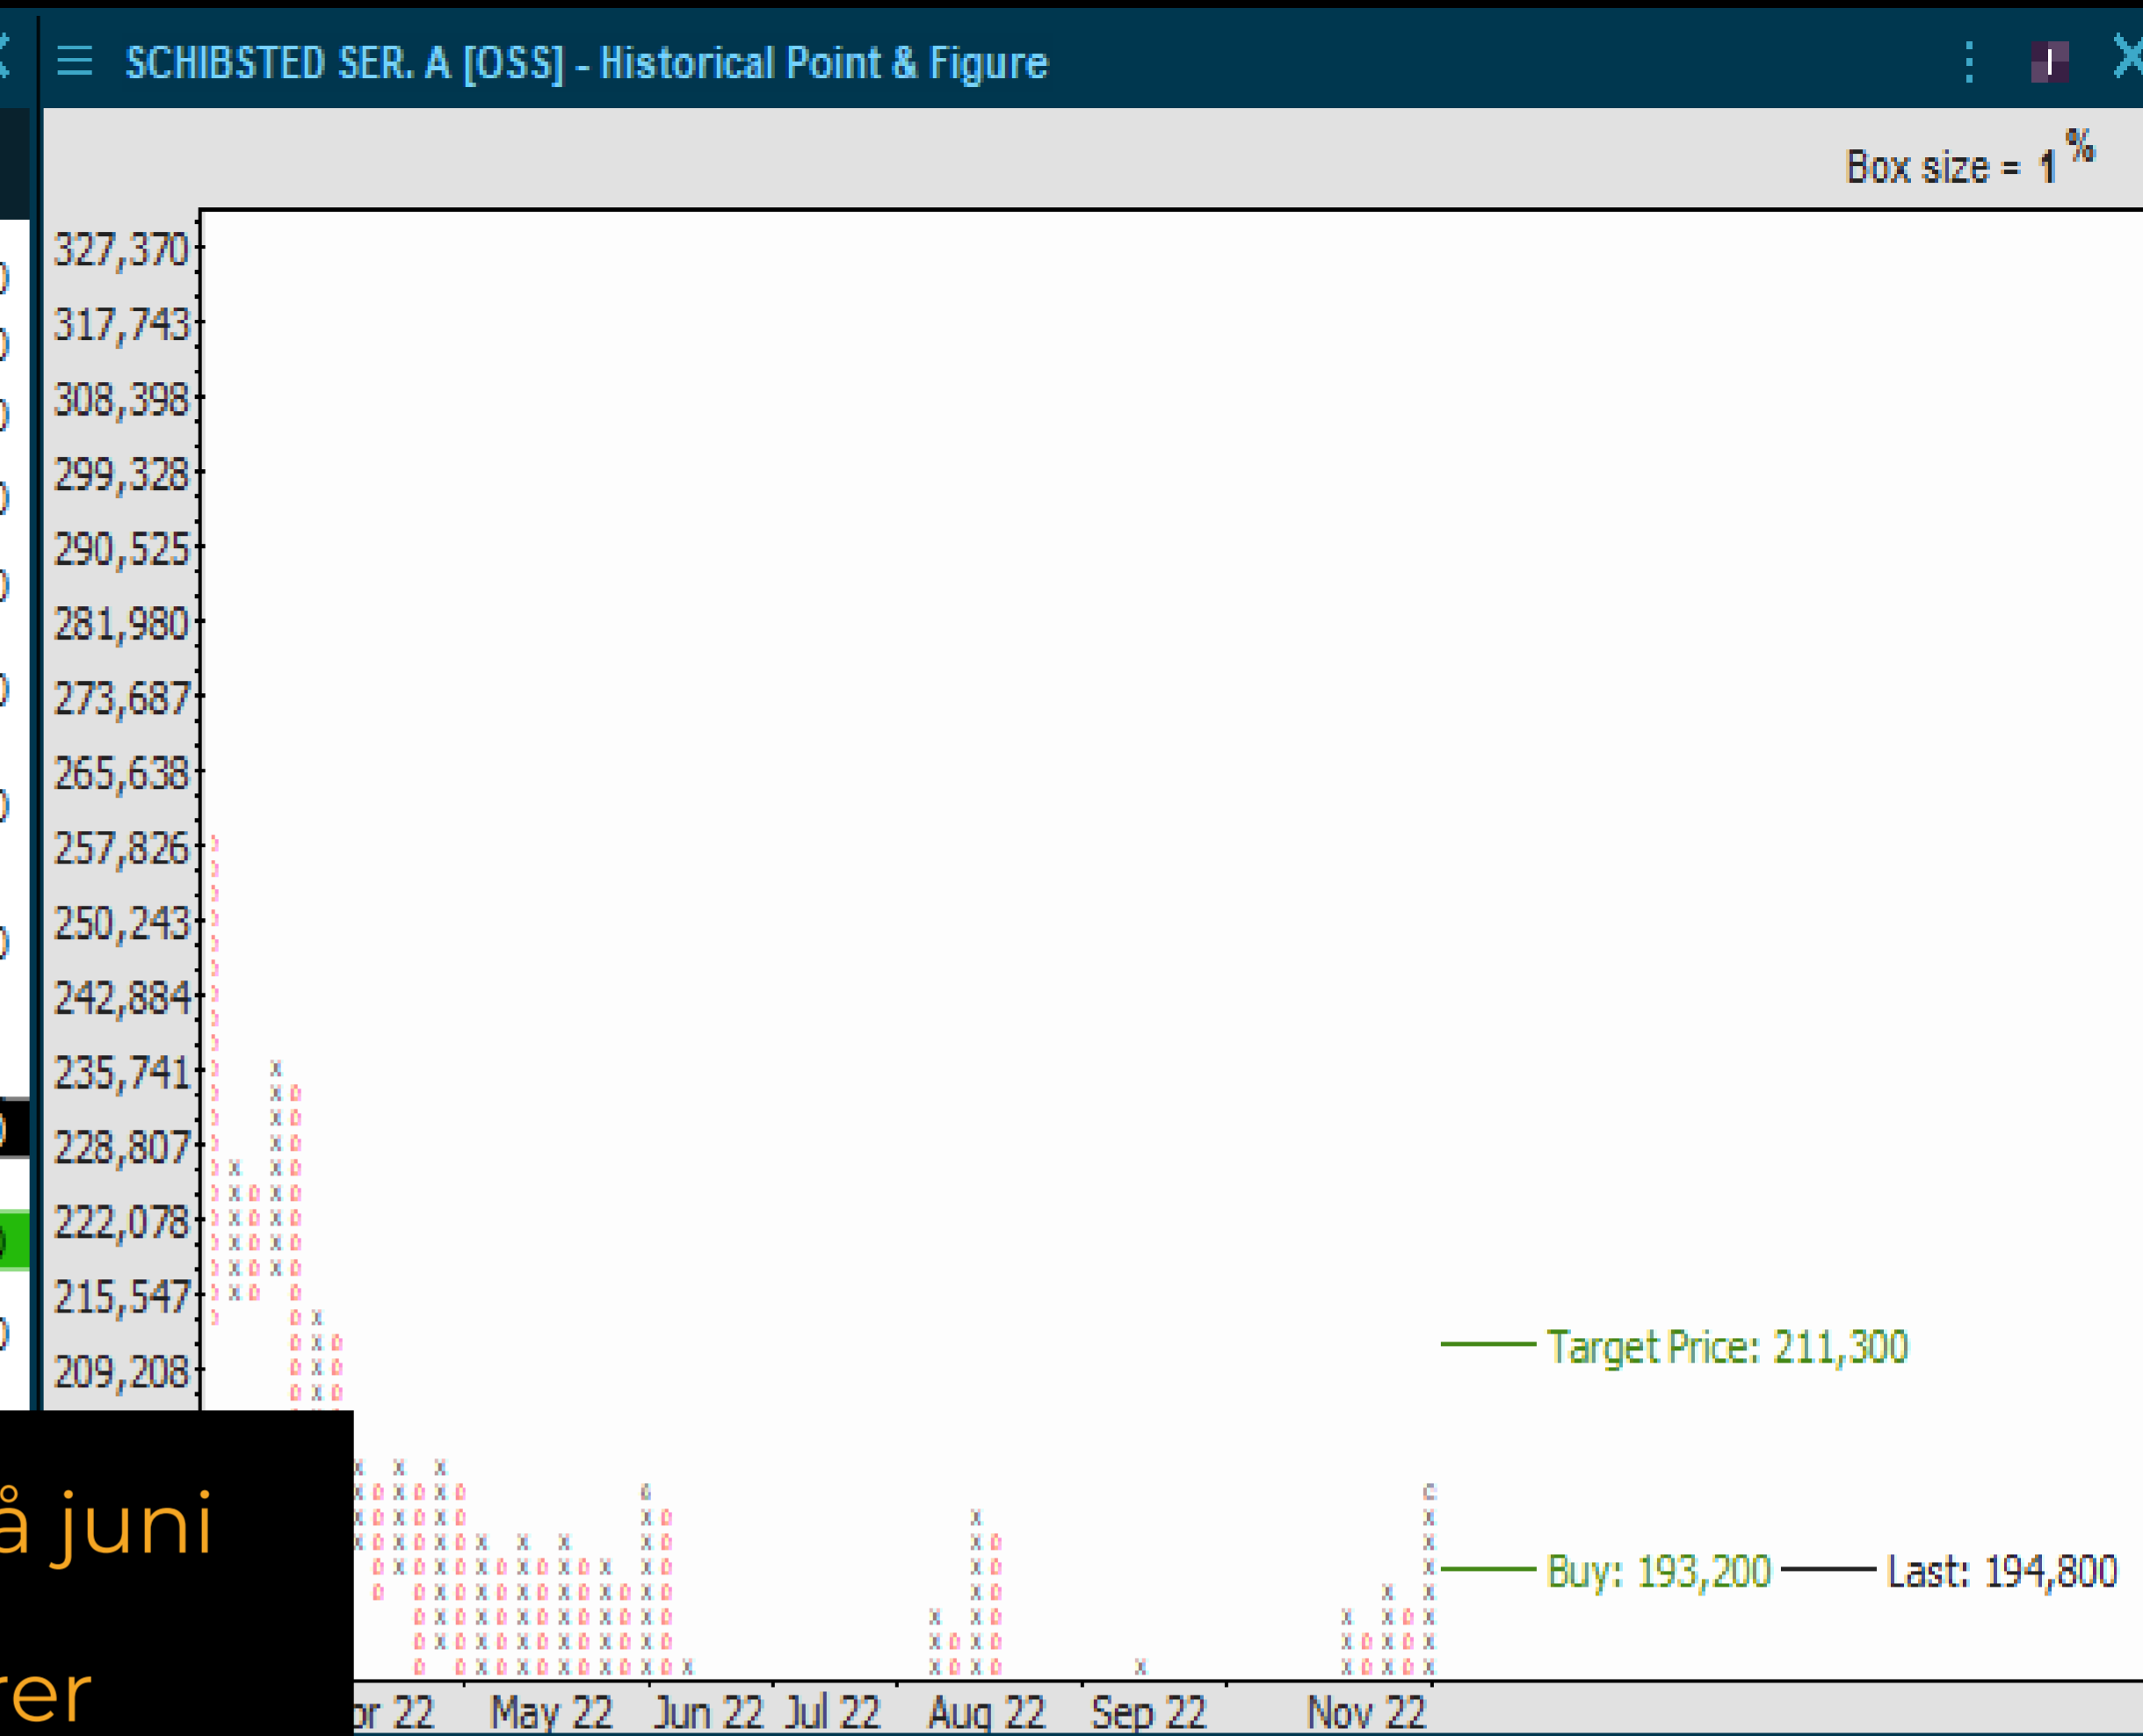 SCHIBSTED SER. A [OSS] - Historical Point & Figure
Box size = 1 %
327,370
317,743
308,398
299,328
290,525
281,980
273,687
265,638
257,826
250,243
242,884
235,741
228,807
222,078
215,547
209,208
Target Price: 211,300
Buy: 193,200 Last: 194,800
å juni
rer
pr 22 May 22 Jun 22 Jul 22 Aug 22 Sep 22 Nov 22